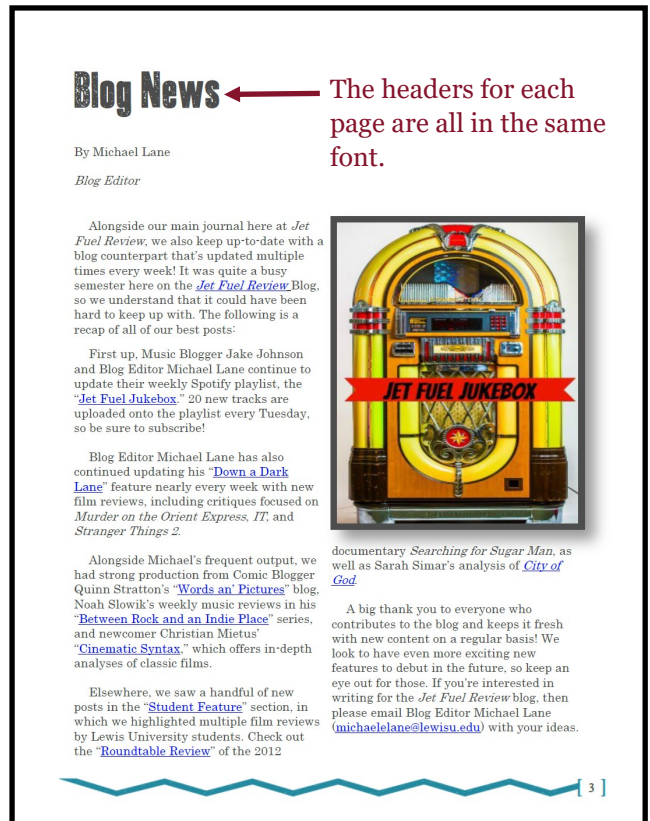 Blog News
The headers for each
page are all in the same
font.
By Michael Lane
Blog Editor
Alongside our main journal here at Jet
Fuel Review, we also keep up-to-date with a
blog counterpart that's updated multiple
times every week! It was quite a busy
semester here on the Jet Fuel Review Blog,
so we understand that it could have been
hard to keep up with. The following is a
recap of all of our best posts:
First up, Music Blogger Jake Johnson
and Blog Editor Michael Lane continue to
update their weekly Spotify playlist, the
“Jet Fuel Jukebox.” 20 new tracks are
uploaded onto the playlist every Tuesday,
so be sure to subscribe!
Blog Editor Michael Lane has also
continued updating his “Down a Dark
Lane” feature nearly every week with new
film reviews, including critiques focused on
Murder on the Orient Express, IT, and
Stranger Things 2.
Alongside Michael's frequent output, we
had strong production from Comic Blogger
Quinn Stratton's “Words an' Pictures” blog,
Noah Slowik's weekly music reviews in his
“Between Rock and an Indie Place” series,
and newcomer Christian Mietus'
“Cinematic Syntax,” which offers in-depth
analyses of classic films.
Elsewhere, we saw a handful of new
posts in the “Student Feature” section, in
which we highlighted multiple film reviews
by Lewis University students. Check out
the “Roundtable Review” of the 2012
JET FUEL JUKEBOX
documentary Searching for Sugar Man, as
well as Sarah Simar's analysis of City of
God.
A big thank you to everyone who
contributes to the blog and keeps it fresh
with new content on a regular basis! We
look to have even more exciting new
features to debut in the future, so keep an
eye out for those. If you're interested in
writing for the Jet Fuel Review blog, then
please email Blog Editor Michael Lane
(michaelelane@lewisu.edu) with your ideas.
[ 3 ]